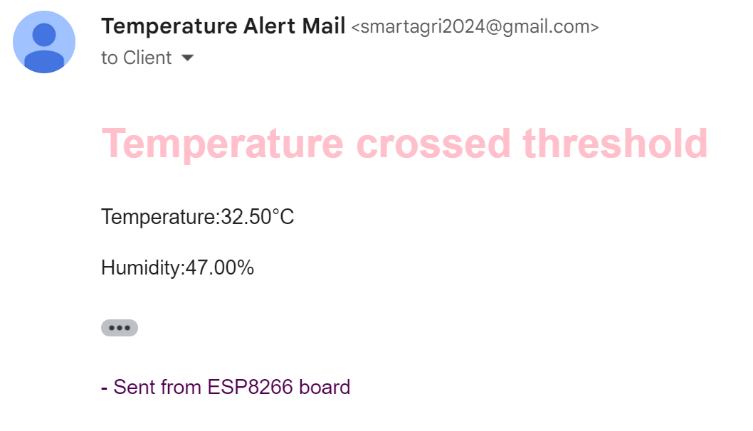 Temperature Alert Mail <smartagri2024@gmail.com>
to Client
Temperature crossed threshold
Temperature:32.50°C
Humidity:47.00%
- Sent from ESP8266 board